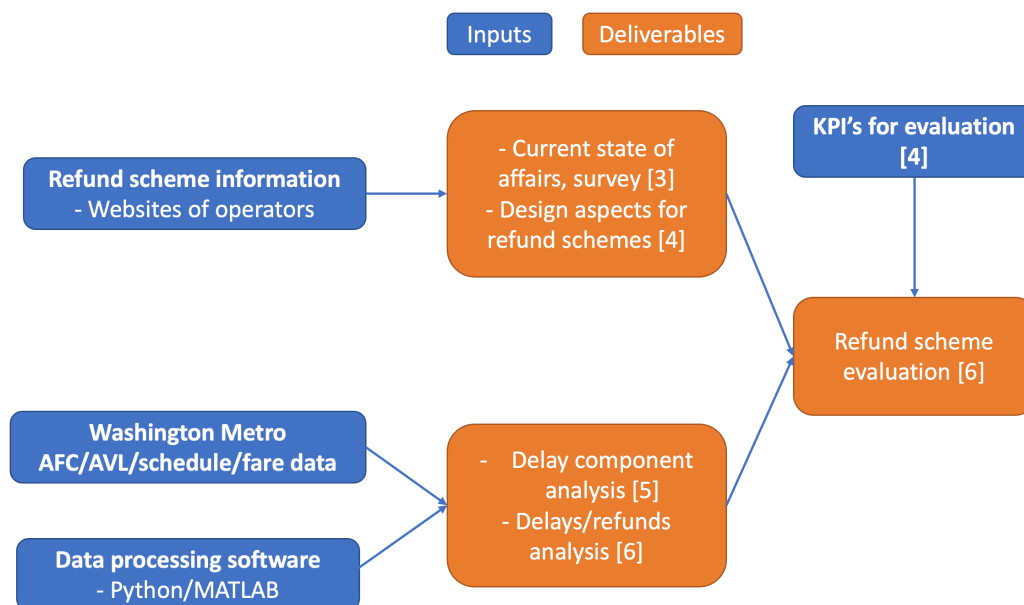 Inputs
Deliverables
KPI's for evaluation
[4]
Refund scheme information
- Websites of operators
- Current state of
affairs, survey [3]
- Design aspects for
refund schemes [4]
Refund scheme
evaluation [6]
Washington Metro
AFC/AVL/schedule/fare data
- Delay component
analysis [5]
- Delays/refunds
analysis [6]
Data processing software
- Python/MATLAB